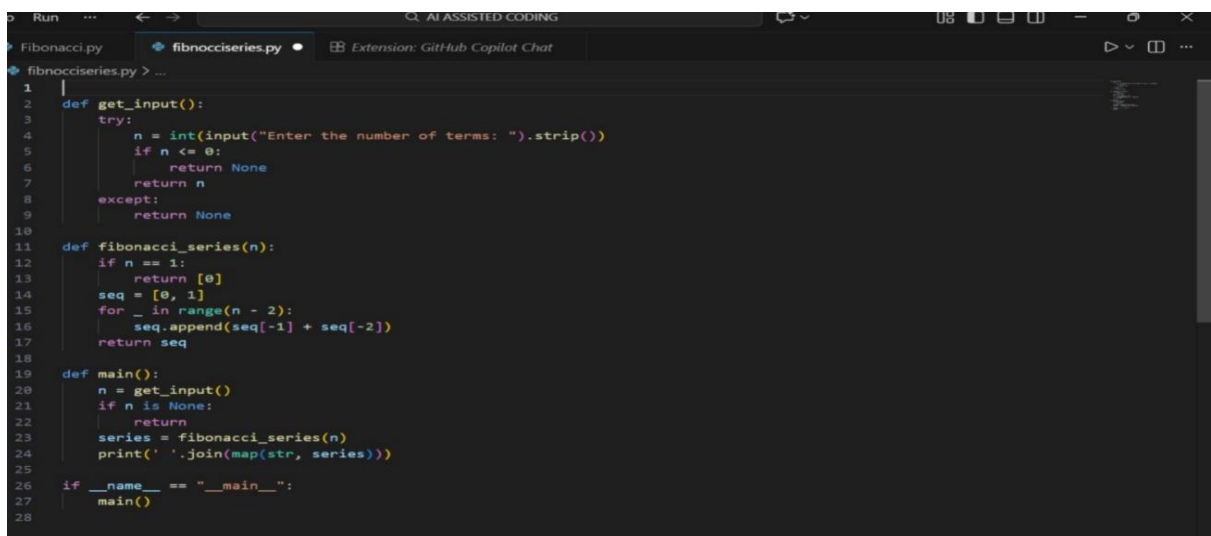 Run ... AI ASSISTED CODING
Fibonacci.py fibnocciseries.py Extension: GitHub Copilot Chat
fibnocciseries.py > ...
1
2 def get_input():
3     try:
4         n = int(input("Enter the number of terms: ").strip())
5         if n <= 0:
6             return None
7         return n
8     except:
9         return None
10
11 def fibonacci_series(n):
12     if n == 1:
13         return [0]
14     seq = [0, 1]
15     for _ in range(n - 2):
16         seq.append(seq[-1] + seq[-2])
17     return seq
18
19 def main():
20     n = get_input()
21     if n is None:
22         return
23     series = fibonacci_series(n)
24     print(' '.join(map(str, series)))
25
26 if __name__ == "__main__":
27     main()
28